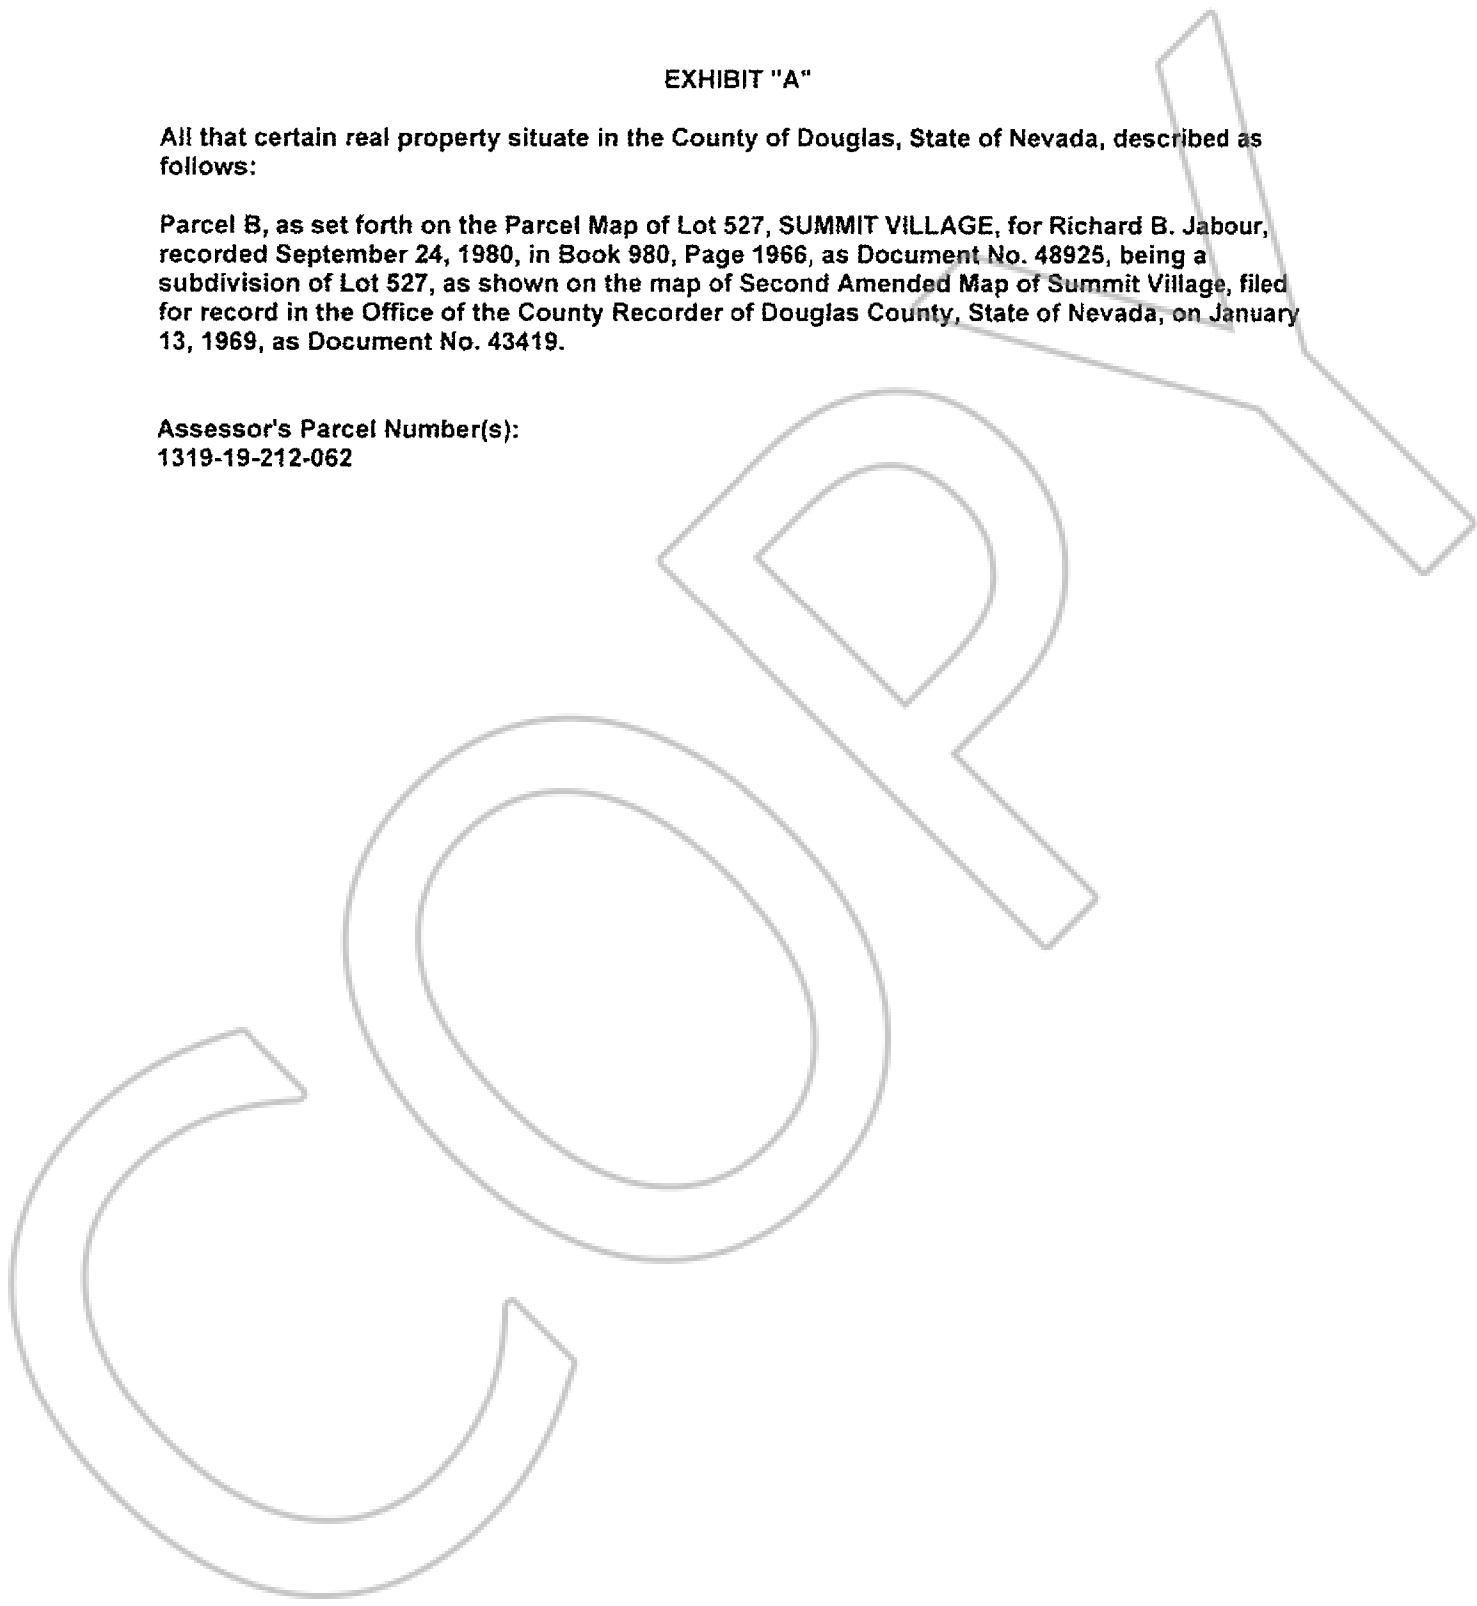 EXHIBIT "A"
All that certain real property situate in the County of Douglas, State of Nevada, described as
follows:
Parcel B, as set forth on the Parcel Map of Lot 527, SUMMIT VILLAGE, for Richard B. Jabour,
recorded September 24, 1980, in Book 980, Page 1966, as Document No. 48925, being a
subdivision of Lot 527, as shown on the map of Second Amended Map of Summit Village, filed
for record in the Office of the County Recorder of Douglas County, State of Nevada, on January
13, 1969, as Document No. 43419.
Assessor's Parcel Number(s):
1319-19-212-062
COPY